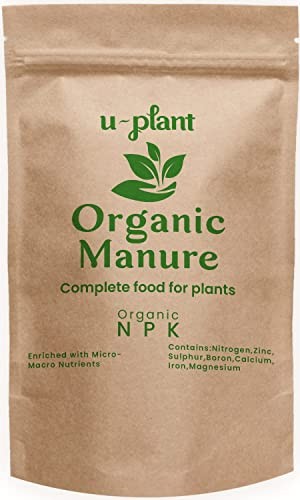 u-plant
Organic
Manure
Complete food for plants
Organic
N P K
Enriched with Micro-
Macro Nutrients
Contains:Nitrogen,Zinc,
Sulphur,Boron,Calcium,
Iron,Magnesium